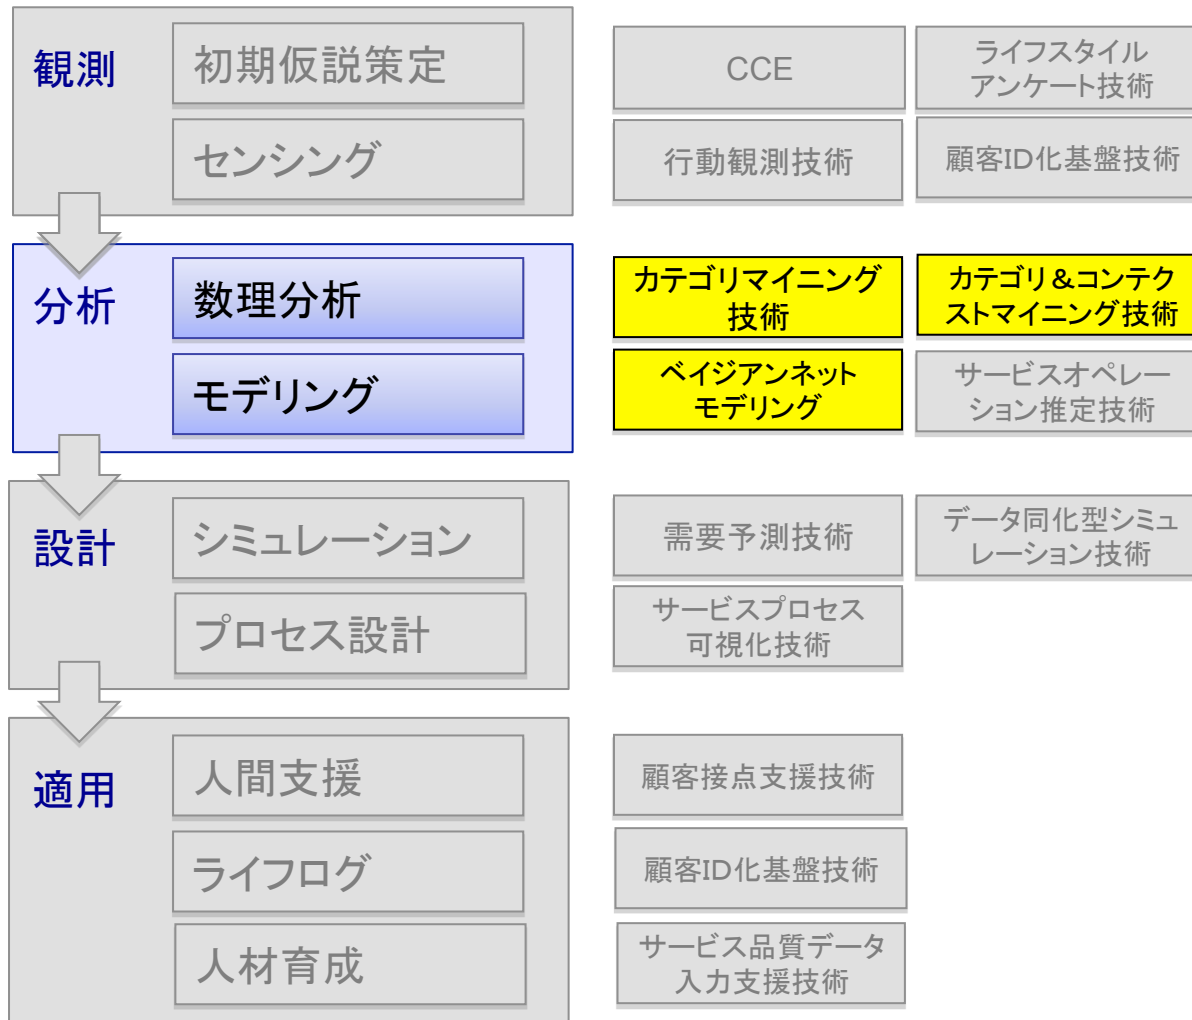 観測
初期仮説策定
センシング
CCE
ライフスタイル
アンケート技術
行動観測技術
顧客ID化基盤技術
分析
数理分析
モデリング
カテゴリマイニング
技術
カテゴリ&コンテク
ストマイニング技術
ベイジアンネット
モデリング
サービスオペレー
ション推定技術
設計
シミュレーション
プロセス設計
需要予測技術
データ同化型シミュ
レーション技術
サービスプロセス
可視化技術
適用
人間支援
ライフログ
人材育成
顧客接点支援技術
顧客ID化基盤技術
サービス品質データ
入力支援技術